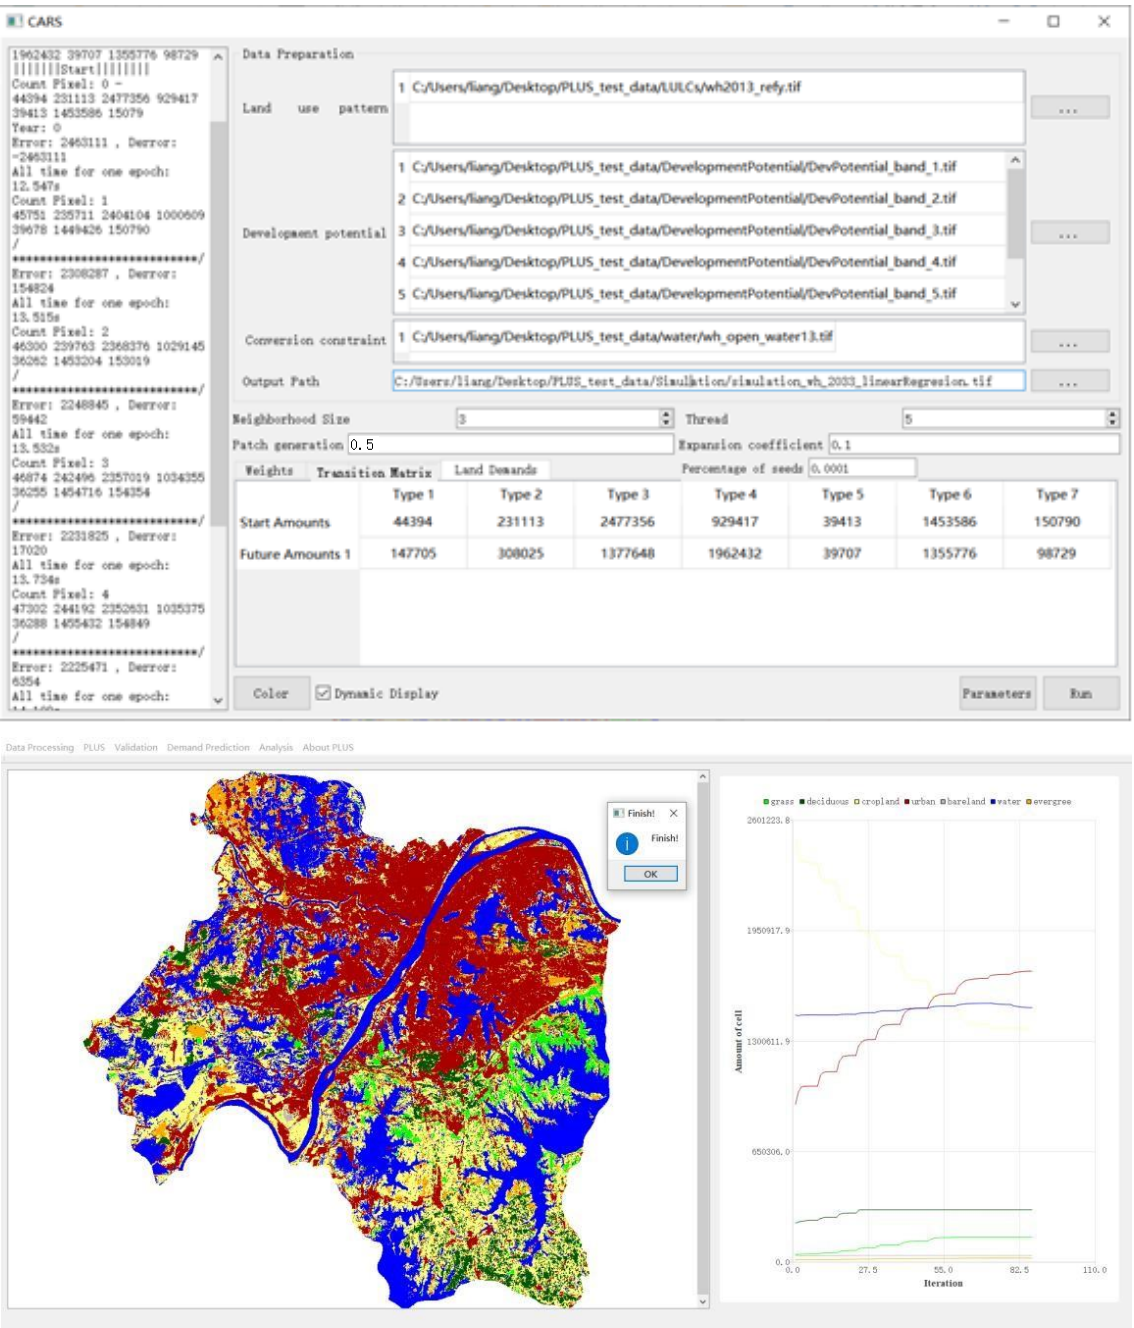 CARS
1962432 39707 1355776 98729
|||||||Start||||||||
Count Pixel: 0 -
44394 231113 2477356 929417
39413 1453586 15079
Year: 0
Error: 2463111 , Derror:
-2463111
All time for one epoch:
12.547s
Count Pixel: 1
45751 235711 2404104 1000609
39678 1449426 150790
/
****************************/
Error: 2308287 , Derror:
154824
All time for one epoch:
13.515s
Count Pixel: 2
46300 239763 2368376 1029145
36262 1453204 153019
/
****************************/
Error: 2248845 , Derror:
59442
All time for one epoch:
13.532s
Count Pixel: 3
46874 242496 2357019 1034355
36255 1454716 154354
/
****************************/
Error: 2231825 , Derror:
17020
All time for one epoch:
13.734s
Count Pixel: 4
47302 244192 2352631 1035375
36288 1455432 154849
/
****************************/
Error: 2225471 , Derror:
6354
All time for one epoch:
Data Preparation
Land use pattern
1 C:/Users/liang/Desktop/PLUS_test_data/LULCs/wh2013_refy.tif
...
Development potential
1 C:/Users/liang/Desktop/PLUS_test_data/DevelopmentPotential/DevPotential_band_1.tif
2 C:/Users/liang/Desktop/PLUS_test_data/DevelopmentPotential/DevPotential_band_2.tif
3 C:/Users/liang/Desktop/PLUS_test_data/DevelopmentPotential/DevPotential_band_3.tif
4 C:/Users/liang/Desktop/PLUS_test_data/DevelopmentPotential/DevPotential_band_4.tif
5 C:/Users/liang/Desktop/PLUS_test_data/DevelopmentPotential/DevPotential_band_5.tif
...
Conversion constraint
1 C:/Users/liang/Desktop/PLUS_test_data/water/wh_open_water13.tif
...
Output Path
C:/Users/liang/Desktop/PLUS_test_data/Simulation/simulation_wh_2033_linearRegresion.tif
...
Neighborhood Size 3 Thread 5
Patch generation 0.5 Expansion coefficient 0.1
Weights Transition Matrix Land Demands Percentage of seeds 0.0001
Type 1 Type 2 Type 3 Type 4 Type 5 Type 6 Type 7
Start Amounts 44394 231113 2477356 929417 39413 1453586 150790
Future Amounts 1 147705 308025 1377648 1962432 39707 1355776 98729
Color Dynamic Display Parameters Run
Data Processing PLUS Validation Demand Prediction Analysis About PLUS
Finish!
Finish!
OK
grass deciduous cropland urban bareland water evergree
2601223.8
1950917.9
1300611.9
650306.0
0.0
Amount of cell
0.0 27.5 55.0 82.5 110.0
Iteration